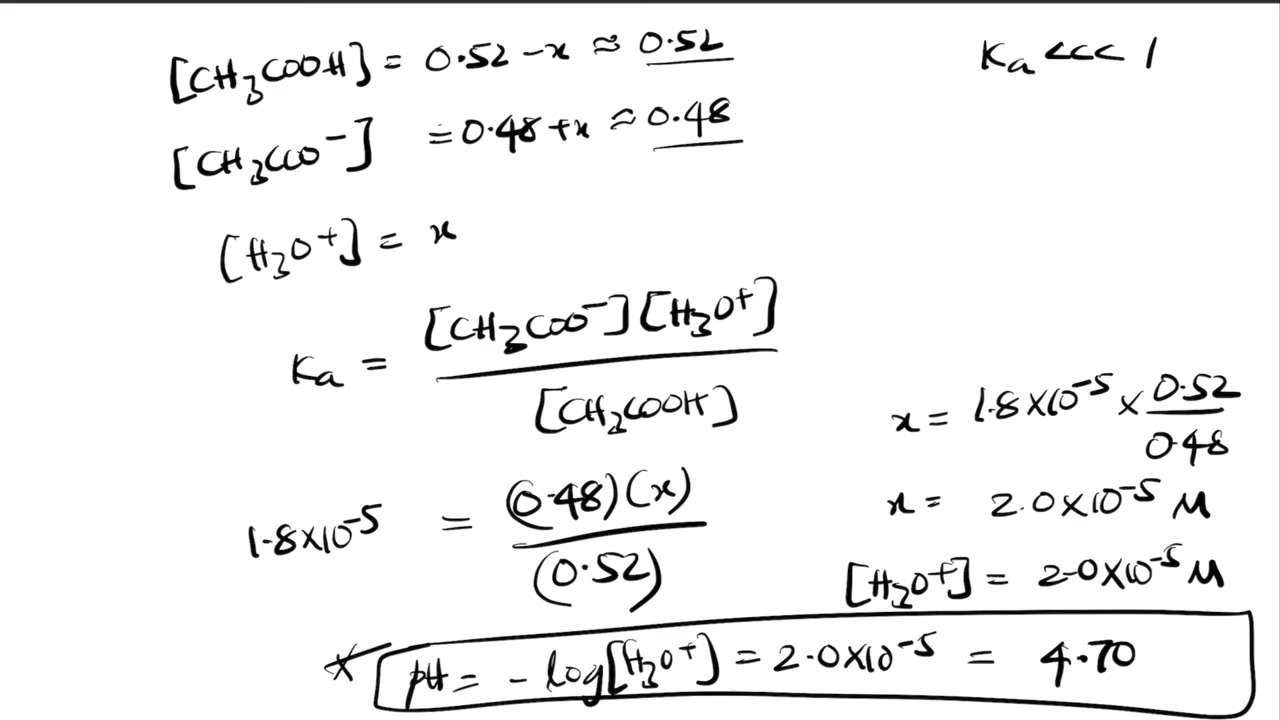 [CH3COOH] = 0.52 - x ≈ 0.52
Ka <<< 1
[CH3COO-] = 0.48 + x ≈ 0.48
[H3O+] = x
Ka = [CH3COO-][H3O+]
[CH3COOH]
1.8×10-5 = (0.48)(x)
(0.52)
x = 1.8×10-5 × 0.52
0.48
x = 2.0×10-5 M
[H3O+] = 2.0×10-5 M
* pH = - log[H3O+] = 2.0×10-5 = 4.70